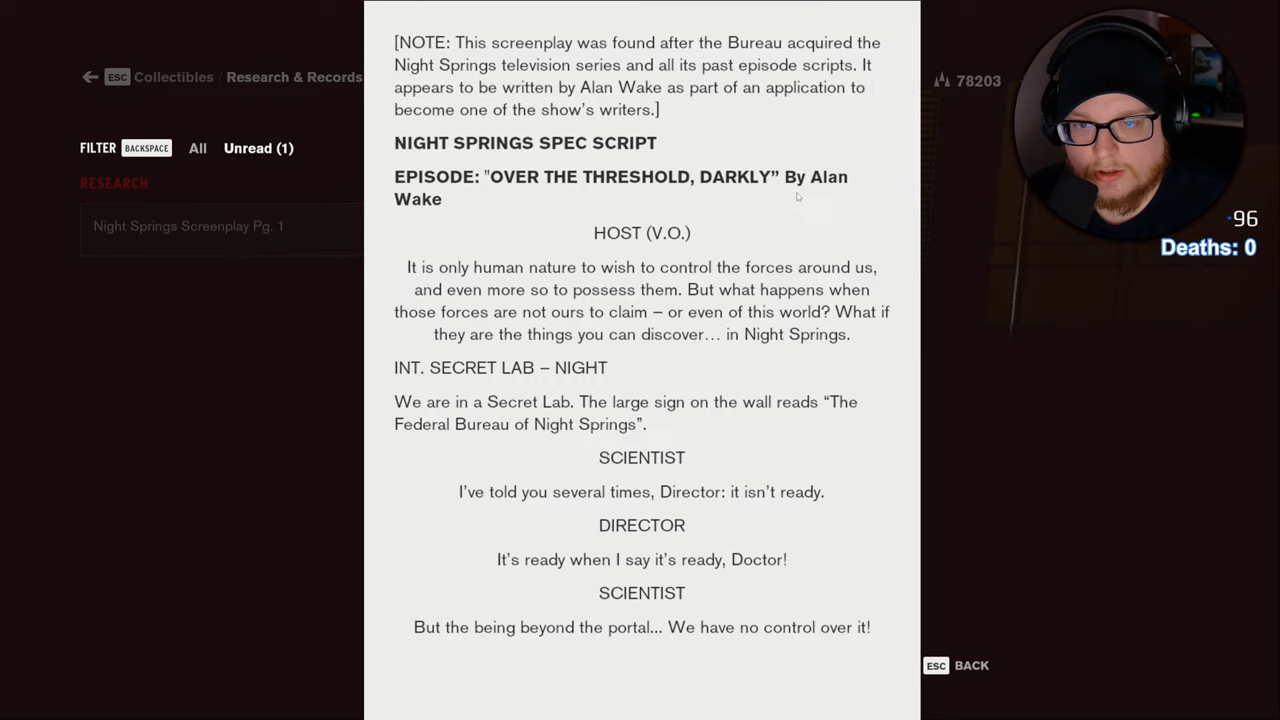 [NOTE: This screenplay was found after the Bureau acquired the
Night Springs television series and all its past episode scripts. It
appears to be written by Alan Wake as part of an application to
become one of the show's writers.]
ESC Collectibles / Research & Records
78203
FILTER BACKSPACE All Unread (1)
RESEARCH
Night Springs Screenplay Pg. 1
NIGHT SPRINGS SPEC SCRIPT
EPISODE: "OVER THE THRESHOLD, DARKLY” By Alan
Wake
HOST (V.O.)
It is only human nature to wish to control the forces around us,
and even more so to possess them. But what happens when
those forces are not ours to claim – or even of this world? What if
they are the things you can discover… in Night Springs.
INT. SECRET LAB – NIGHT
We are in a Secret Lab. The large sign on the wall reads “The
Federal Bureau of Night Springs”.
SCIENTIST
I've told you several times, Director: it isn't ready.
DIRECTOR
It's ready when I say it's ready, Doctor!
SCIENTIST
But the being beyond the portal... We have no control over it!
-96
Deaths: 0
ESC BACK